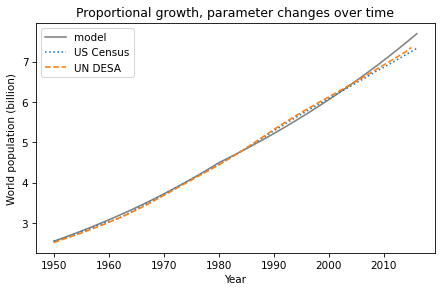 Proportional growth, parameter changes over time
model
US Census
UN DESA
World population (billion)
7
6
5
4
3
1950 1960 1970 1980 1990 2000 2010
Year